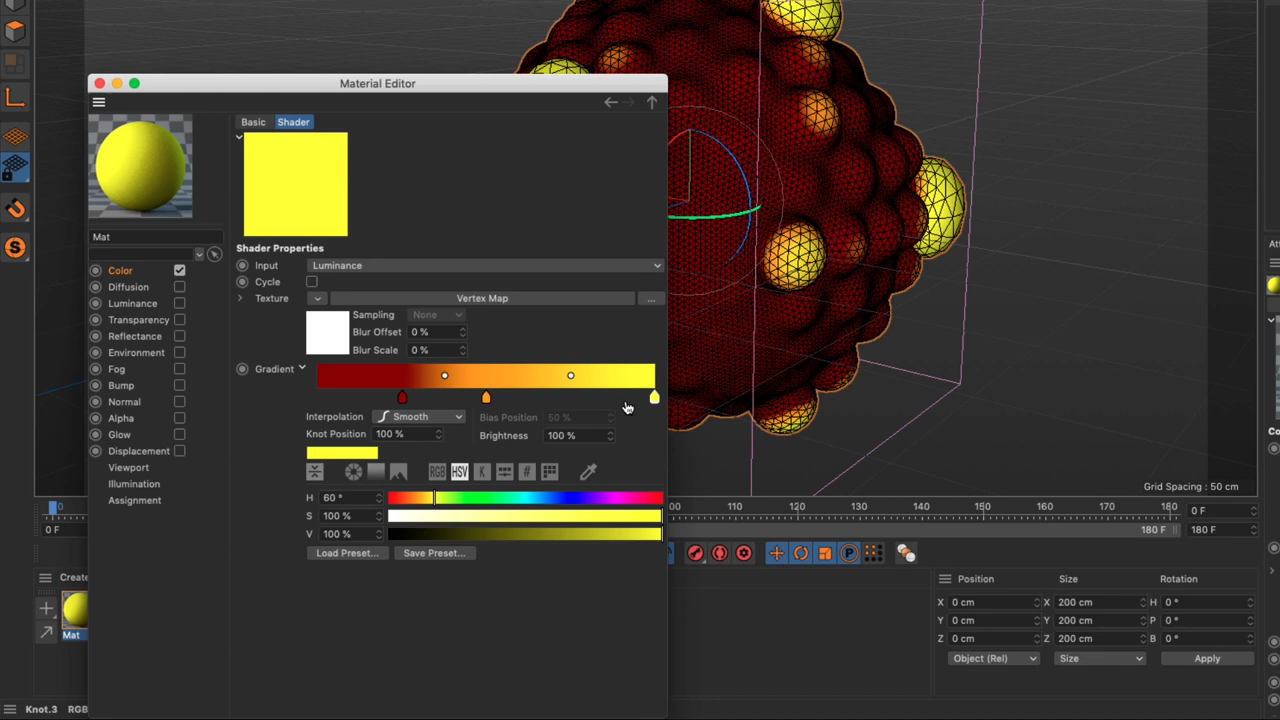 Material Editor
Basic Shader
Shader Properties
Input Luminance
Cycle
Texture Vertex Map ...
Sampling None
Blur Offset 0 %
Blur Scale 0 %
Gradient
Interpolation Smooth Bias Position 50 %
Knot Position 100 % Brightness 100 %
RGB HSV K #
H 60 °
S 100 %
V 100 %
Load Preset... Save Preset...
Mat
Color
Diffusion
Luminance
Transparency
Reflectance
Environment
Fog
Bump
Normal
Alpha
Glow
Displacement
Viewport
Illumination
Assignment
Grid Spacing : 50 cm
0 00 110 120 130 140 150 160 170 180 0 F
0 F 180 F 180 F
P
Create
Mat
Position Size Rotation
X 0 cm X 200 cm H 0 °
Y 0 cm Y 200 cm P 0 °
Z 0 cm Z 200 cm B 0 °
Object (Rel) Size Apply
Knot.3 RGB
S